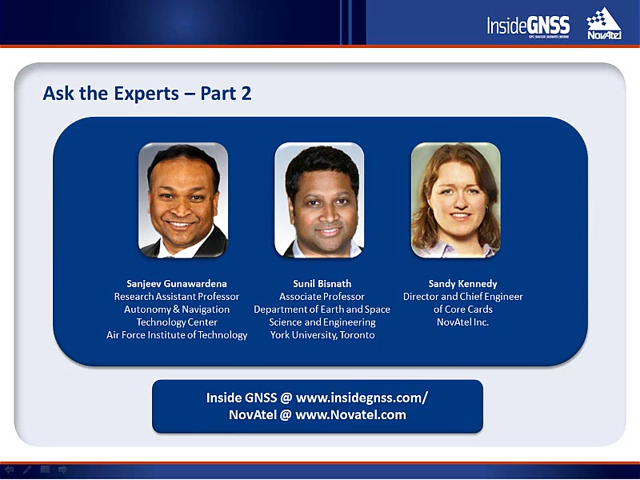 InsideGNSS
NovAtel
Ask the Experts – Part 2
Sanjeev Gunawardena
Research Assistant Professor
Autonomy & Navigation
Technology Center
Air Force Institute of Technology
Sunil Bisnath
Associate Professor
Department of Earth and Space
Science and Engineering
York University, Toronto
Sandy Kennedy
Director and Chief Engineer
of Core Cards
NovAtel Inc.
Inside GNSS @ www.insidegnss.com/
NovAtel @ www.Novatel.com